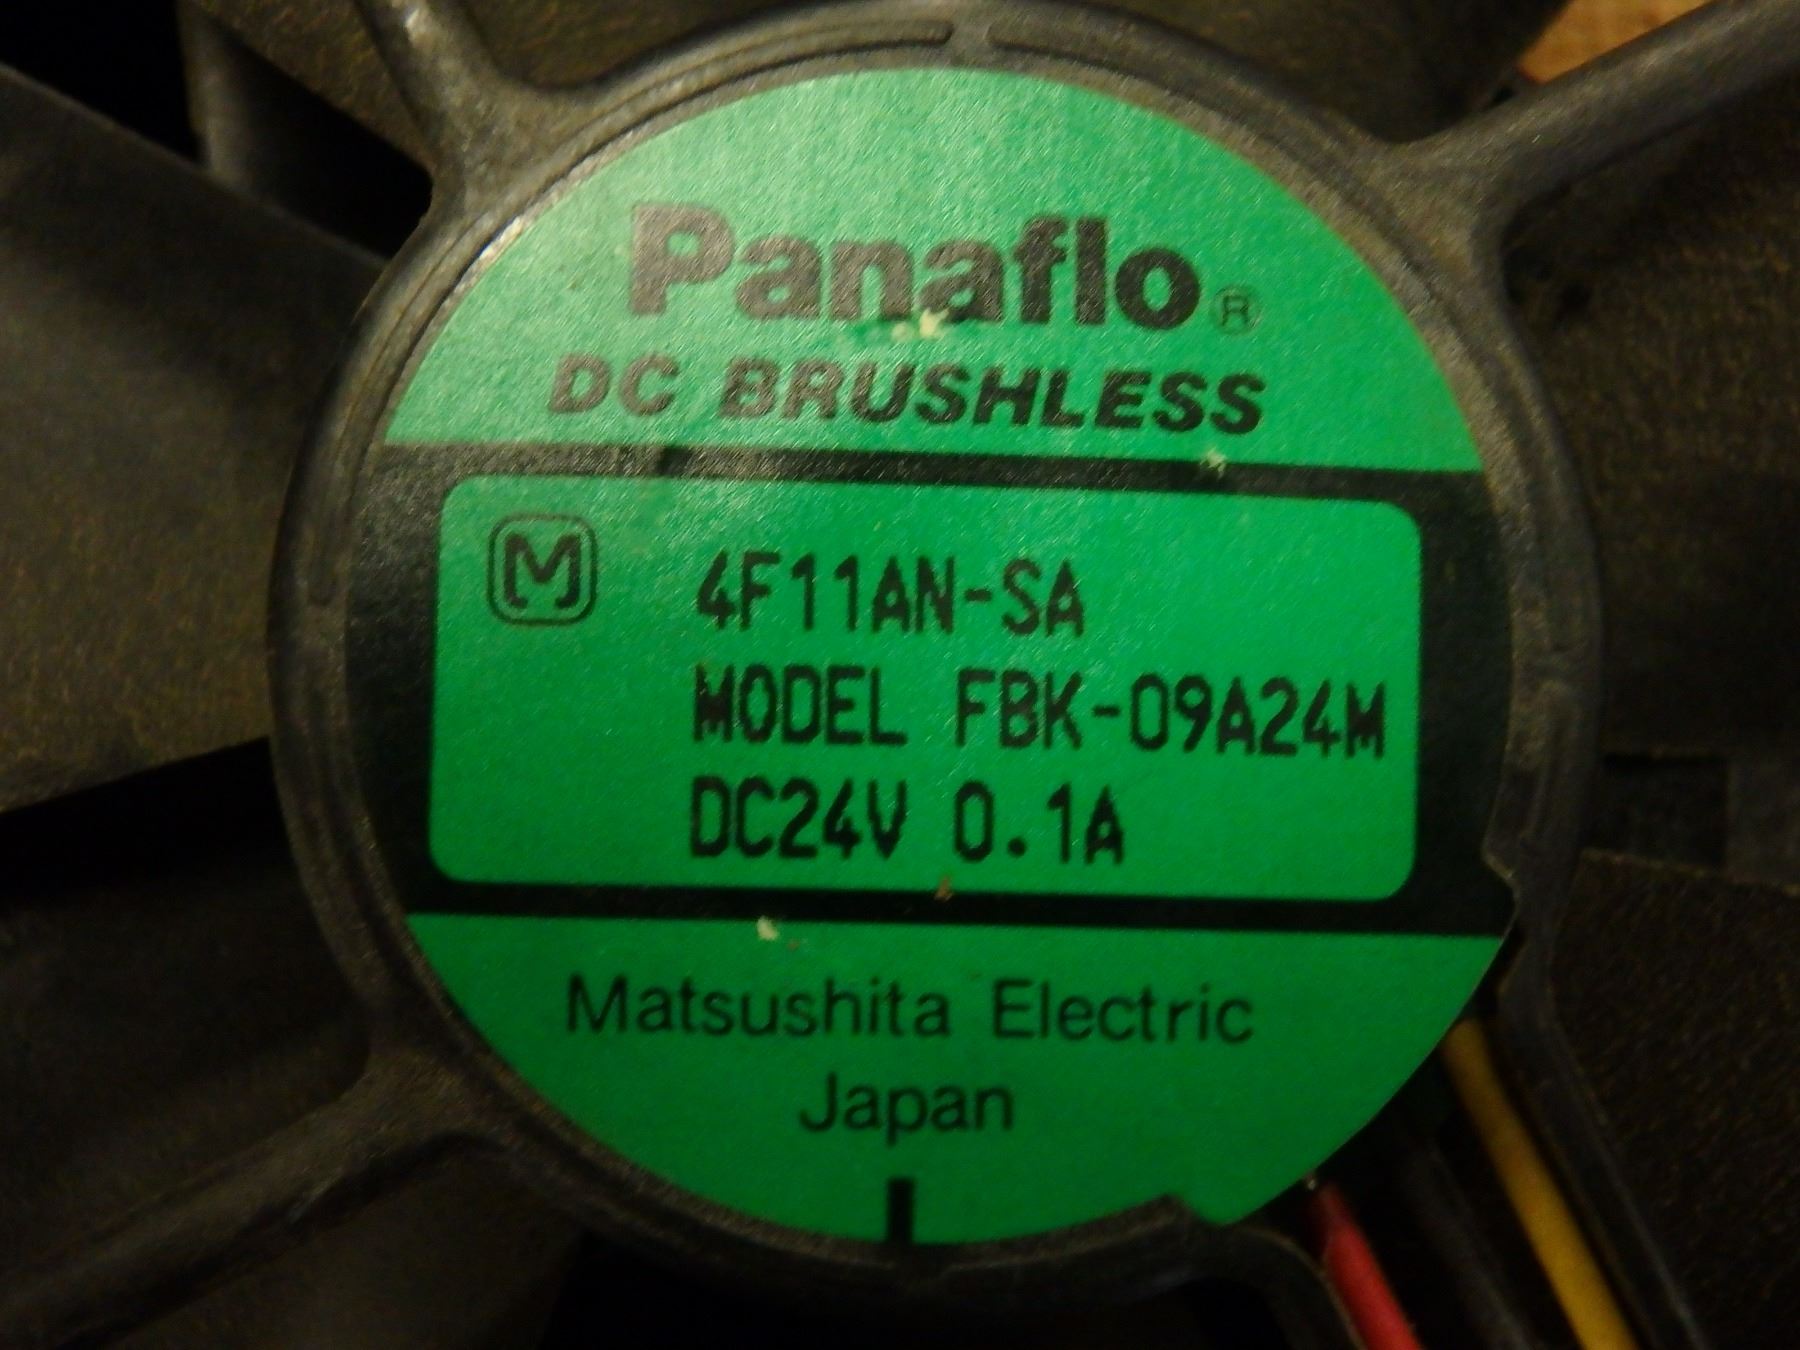 Panaflo®
DC BRUSHLESS
M 4F11AN-SA
MODEL FBK-09A24M
DC24V 0.1A
Matsushita Electric
Japan